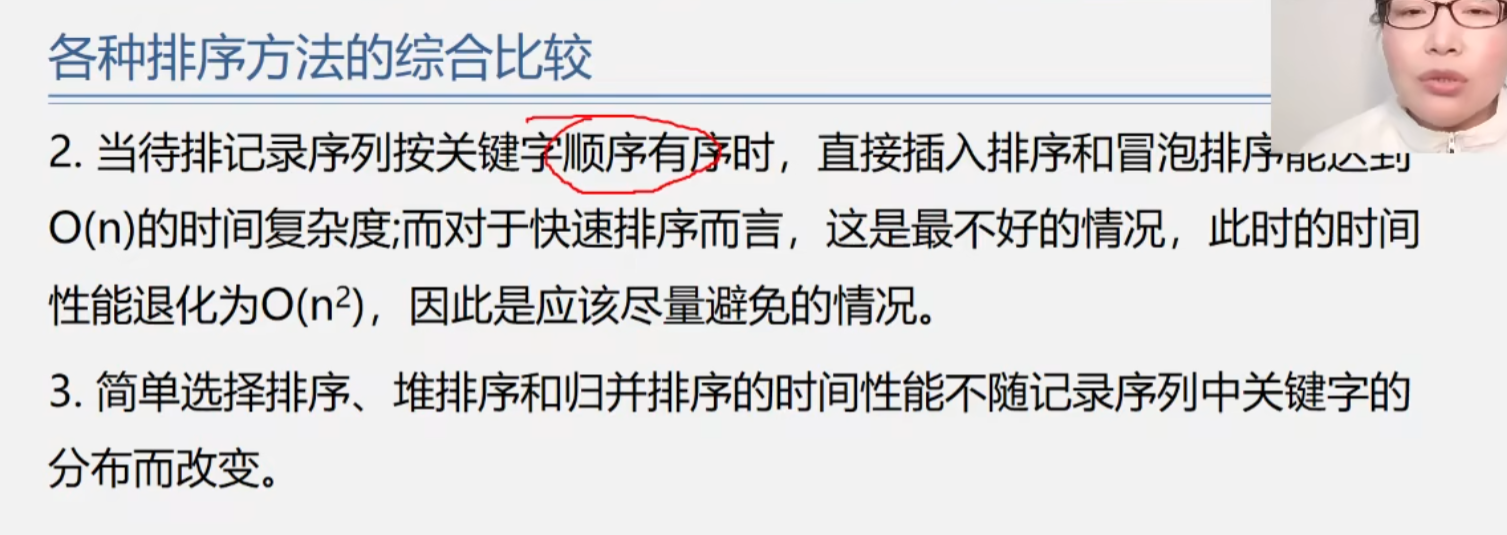 各种排序方法的综合比较
2. 当待排记录序列按关键字顺序有序时，直接插入排序和冒泡排序能达到
O(n)的时间复杂度;而对于快速排序而言，这是最不好的情况，此时的时间
性能退化为O(n²)，因此是应该尽量避免的情况。
3. 简单选择排序、堆排序和归并排序的时间性能不随记录序列中关键字的
分布而改变。